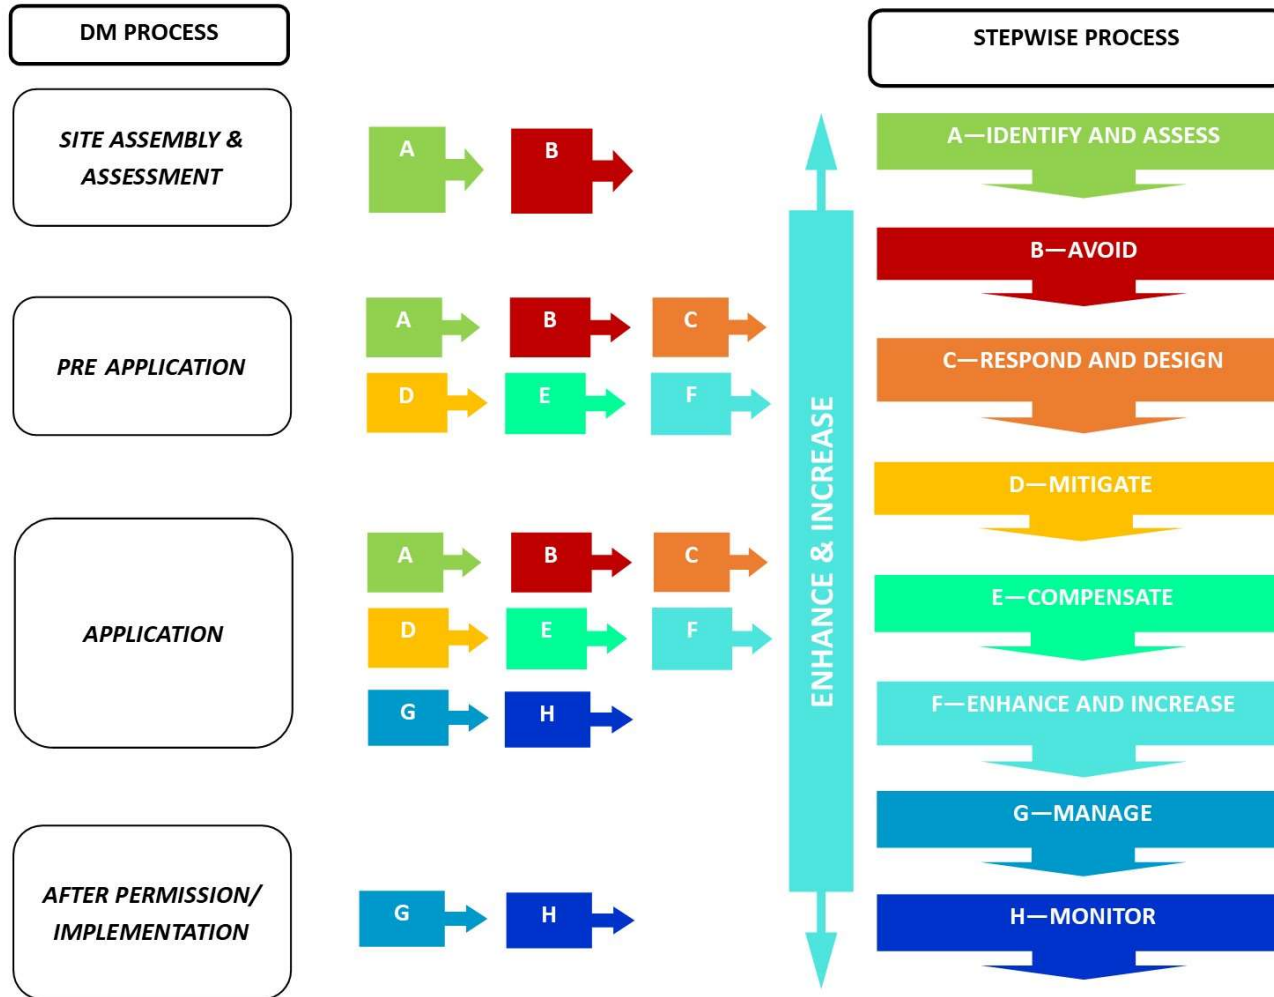 DM PROCESS
STEPWISE PROCESS
SITE ASSEMBLY &
ASSESSMENT
A
B
PRE APPLICATION
A
B
C
D
E
F
APPLICATION
A
B
C
D
E
F
G
H
AFTER PERMISSION/
IMPLEMENTATION
G
H
ENHANCE & INCREASE
A—IDENTIFY AND ASSESS
B—AVOID
C—RESPOND AND DESIGN
D—MITIGATE
E—COMPENSATE
F—ENHANCE AND INCREASE
G—MANAGE
H—MONITOR